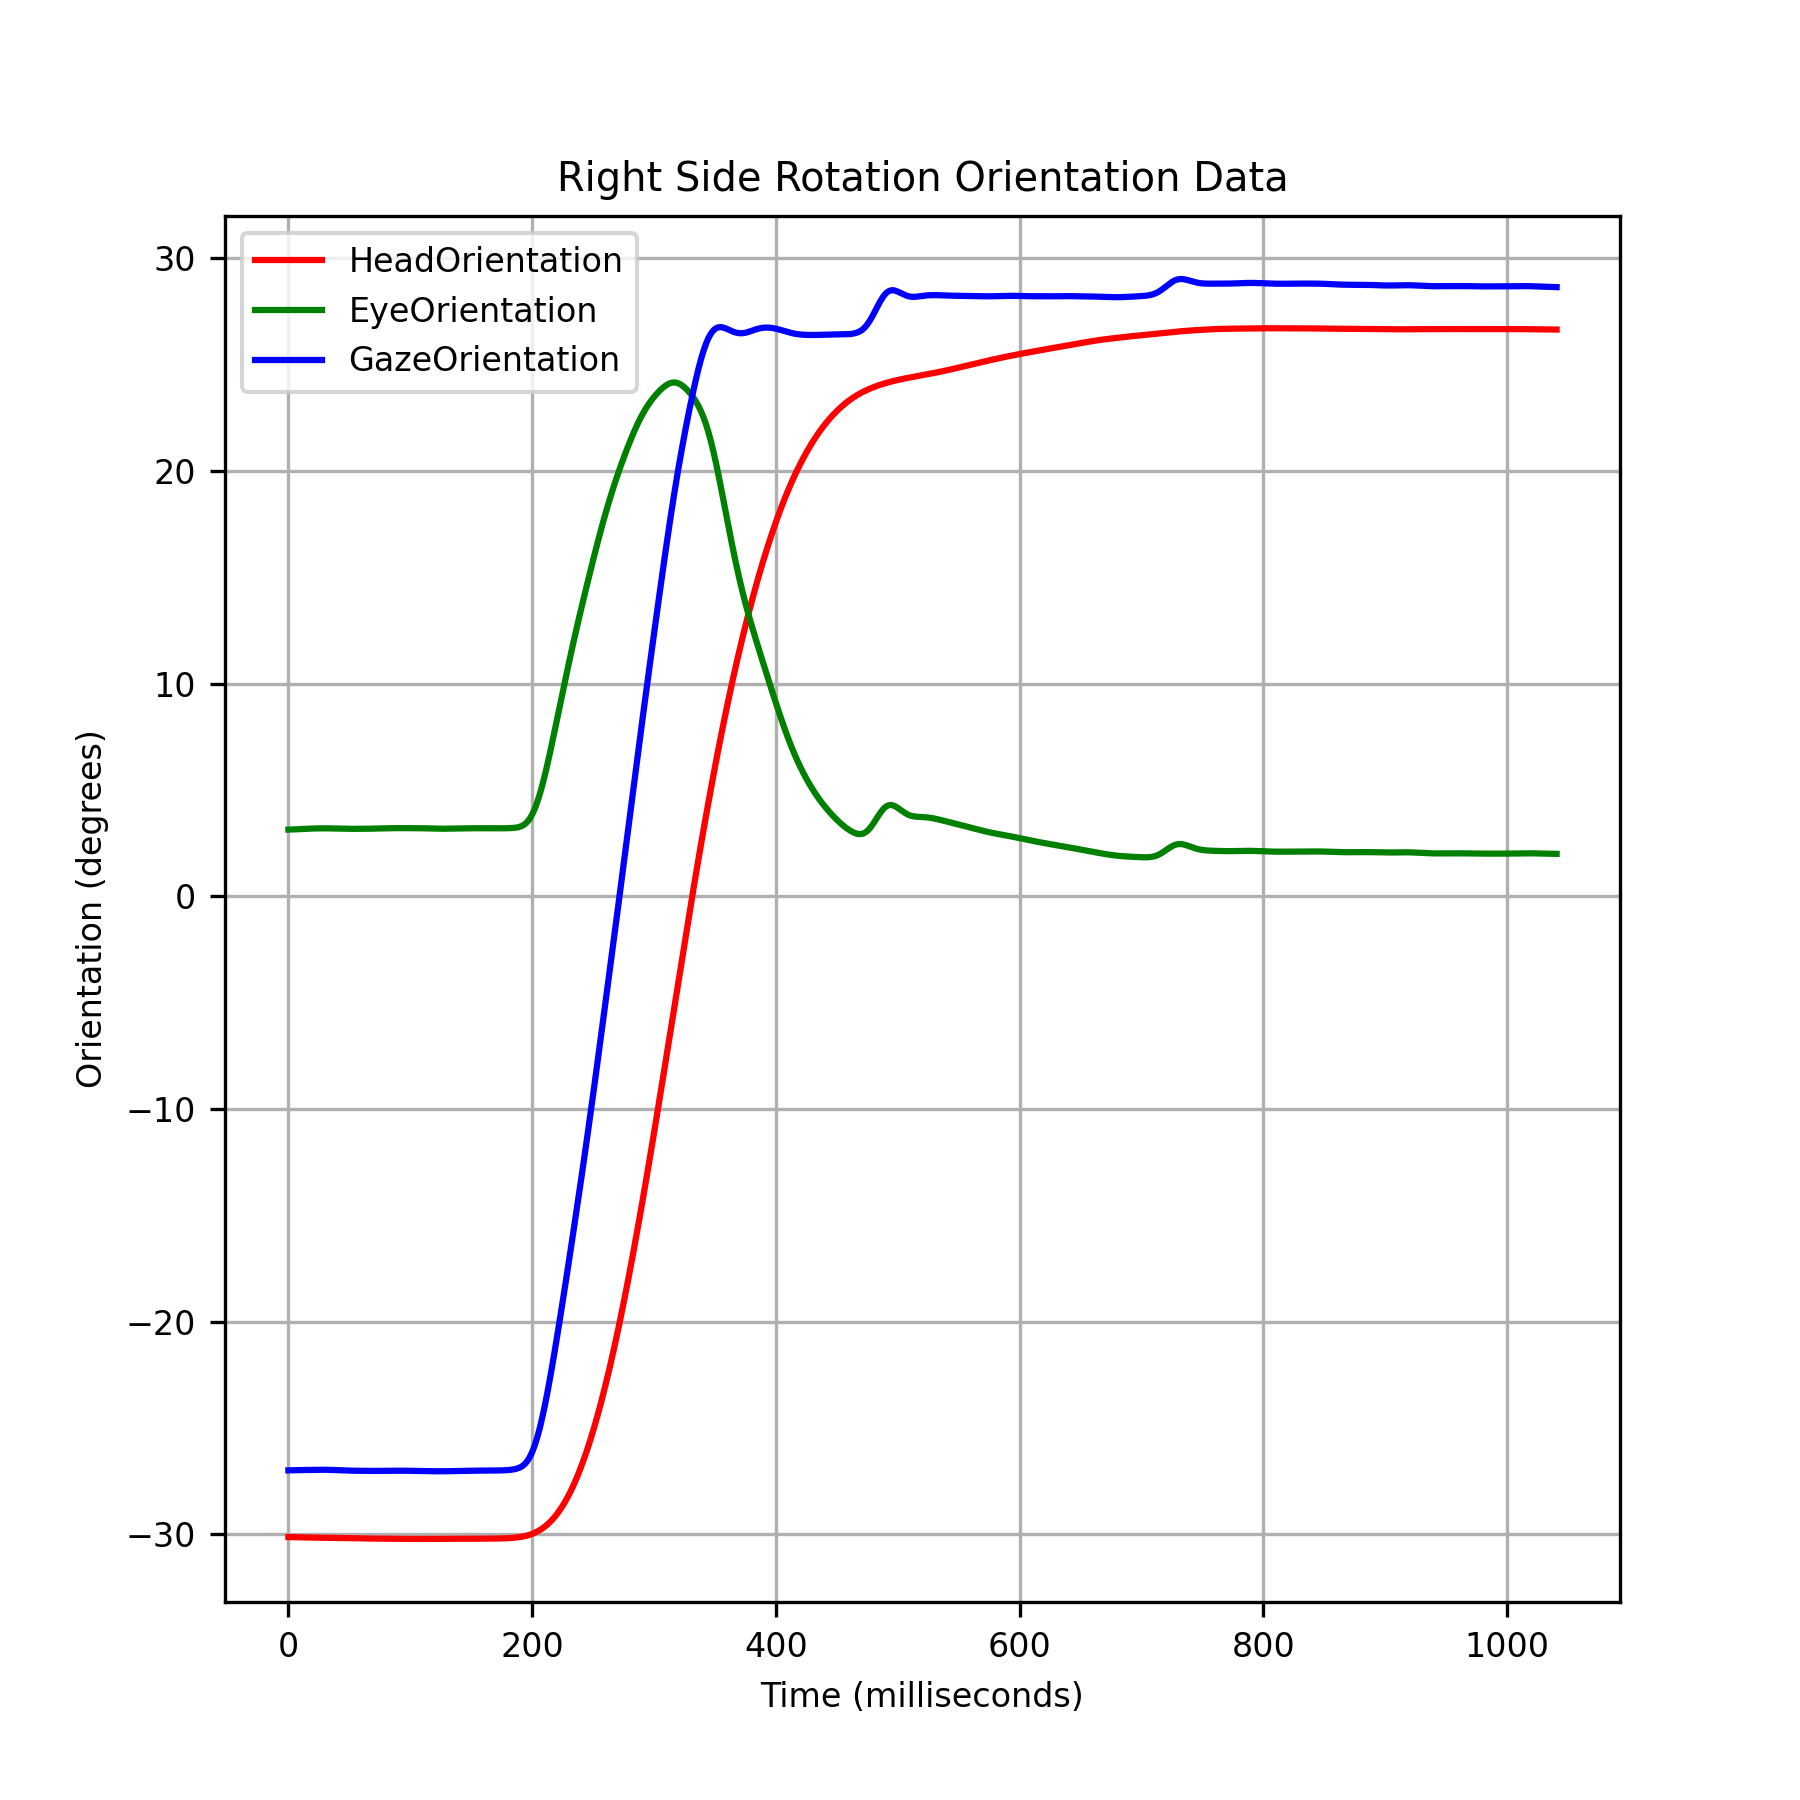 Right Side Rotation Orientation Data
HeadOrientation
EyeOrientation
GazeOrientation
30
20
10
0
−10
−20
−30
Orientation (degrees)
0 200 400 600 800 1000
Time (milliseconds)